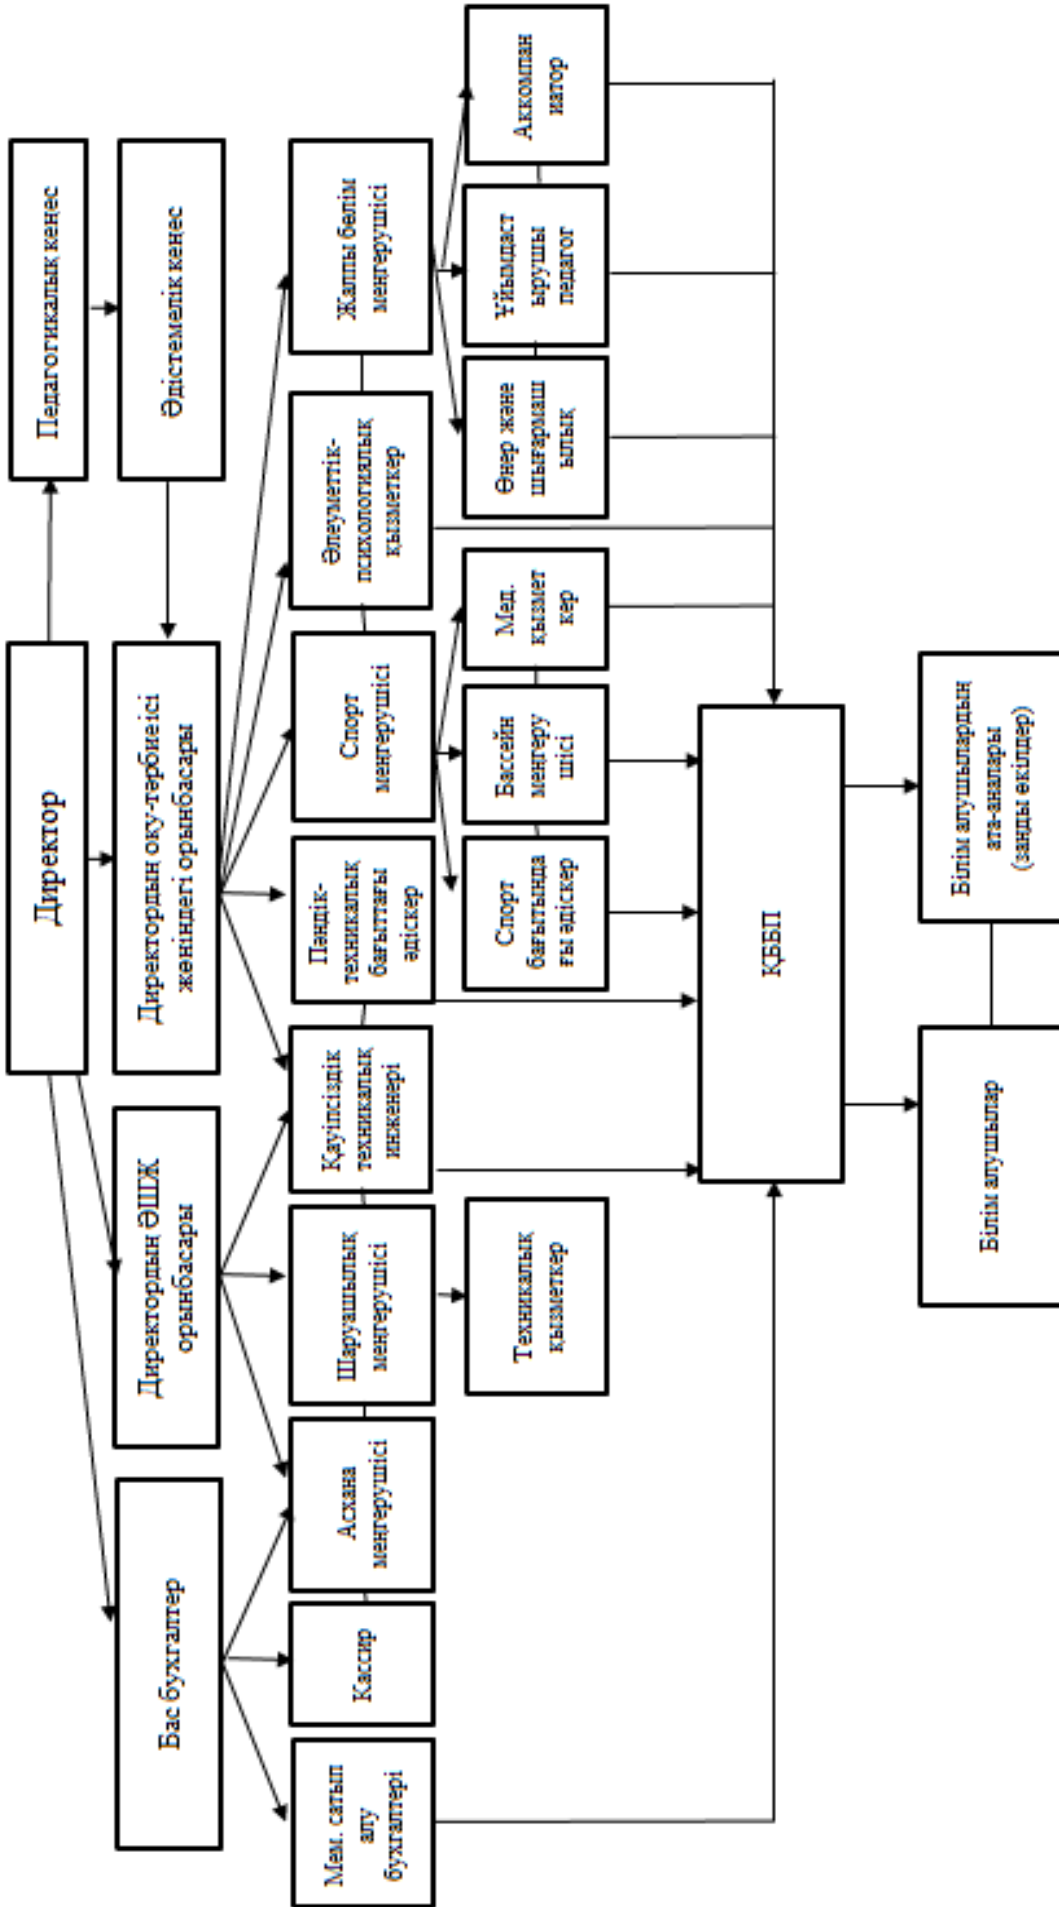 Директор
Педагогикалық кеңес
Бас бухгалтер
Директордың ӘШІЖ
орынбасары
Директордың оқу-тәрбиеісі
жөніндегі орынбасары
Әдістемелік кеңес
Мем. сатып
алу
бухгалтері
Кассир
Асхана
меңгерушісі
Шаруашылық
меңгерушісі
Қауіпсіздік
техникалық
инженері
Пәндік-
техникалық
бағыттағы
әдіскер
Спорт
меңгерушісі
Әлеуметтік-
психологиялық
қызметкер
Жалпы бөлім
меңгерушісі
Техникалық
қызметкер
Спорт
бағытында
ғы әдіскер
Бассейн
меңгеру
шісі
Мед.
қызмет
кер
Өнер және
шығармаш
ылық
Ұйымдаст
ырушы
педагог
Аккомпан
иатор
ҚББП
Білім алушылар
Білім алушылардың
ата-аналары
(заңды өкілдер)